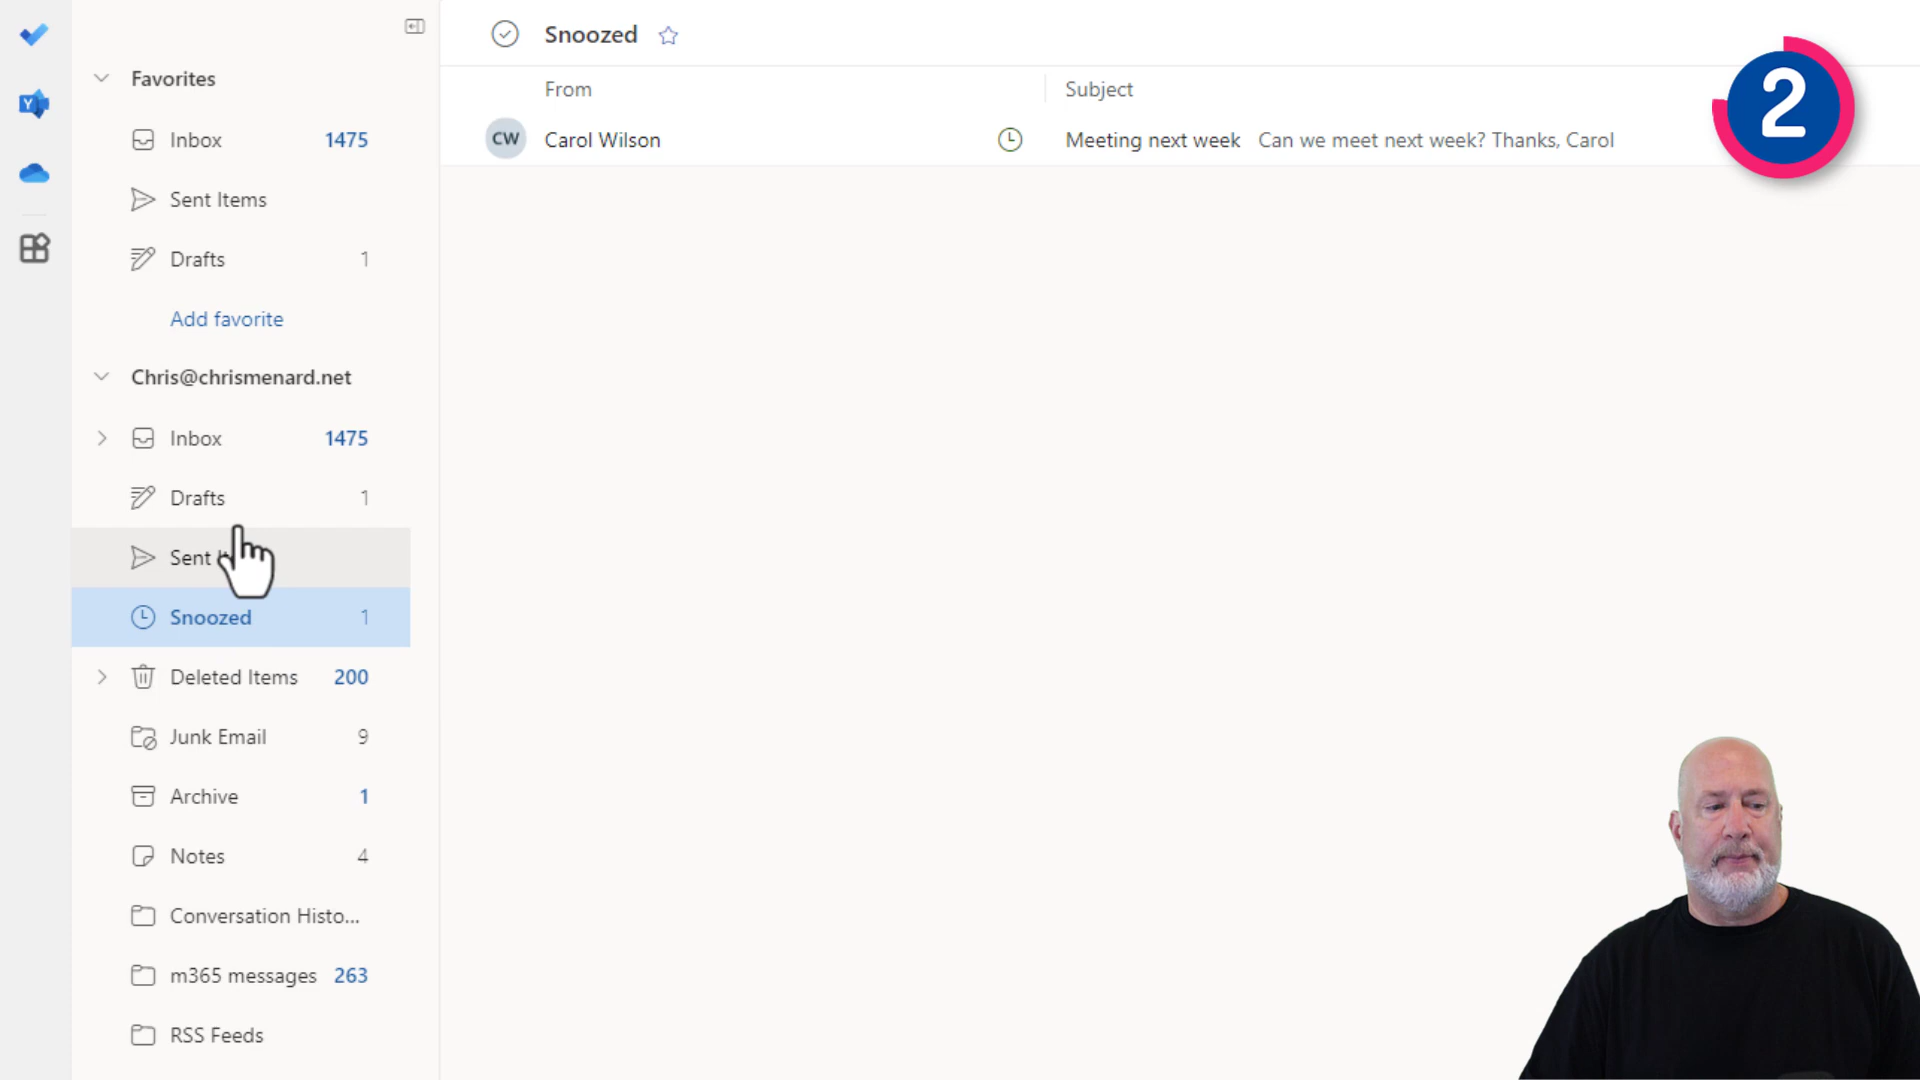 Snoozed
2
Favorites
From
Subject
Inbox 1475
CW Carol Wilson Meeting next week Can we meet next week? Thanks, Carol
Y
Sent Items
Drafts 1
Add favorite
Chris@chrismenard.net
Inbox 1475
Drafts 1
Sent
Snoozed 1
Deleted Items 200
Junk Email 9
Archive 1
Notes 4
Conversation Histo...
m365 messages 263
RSS Feeds